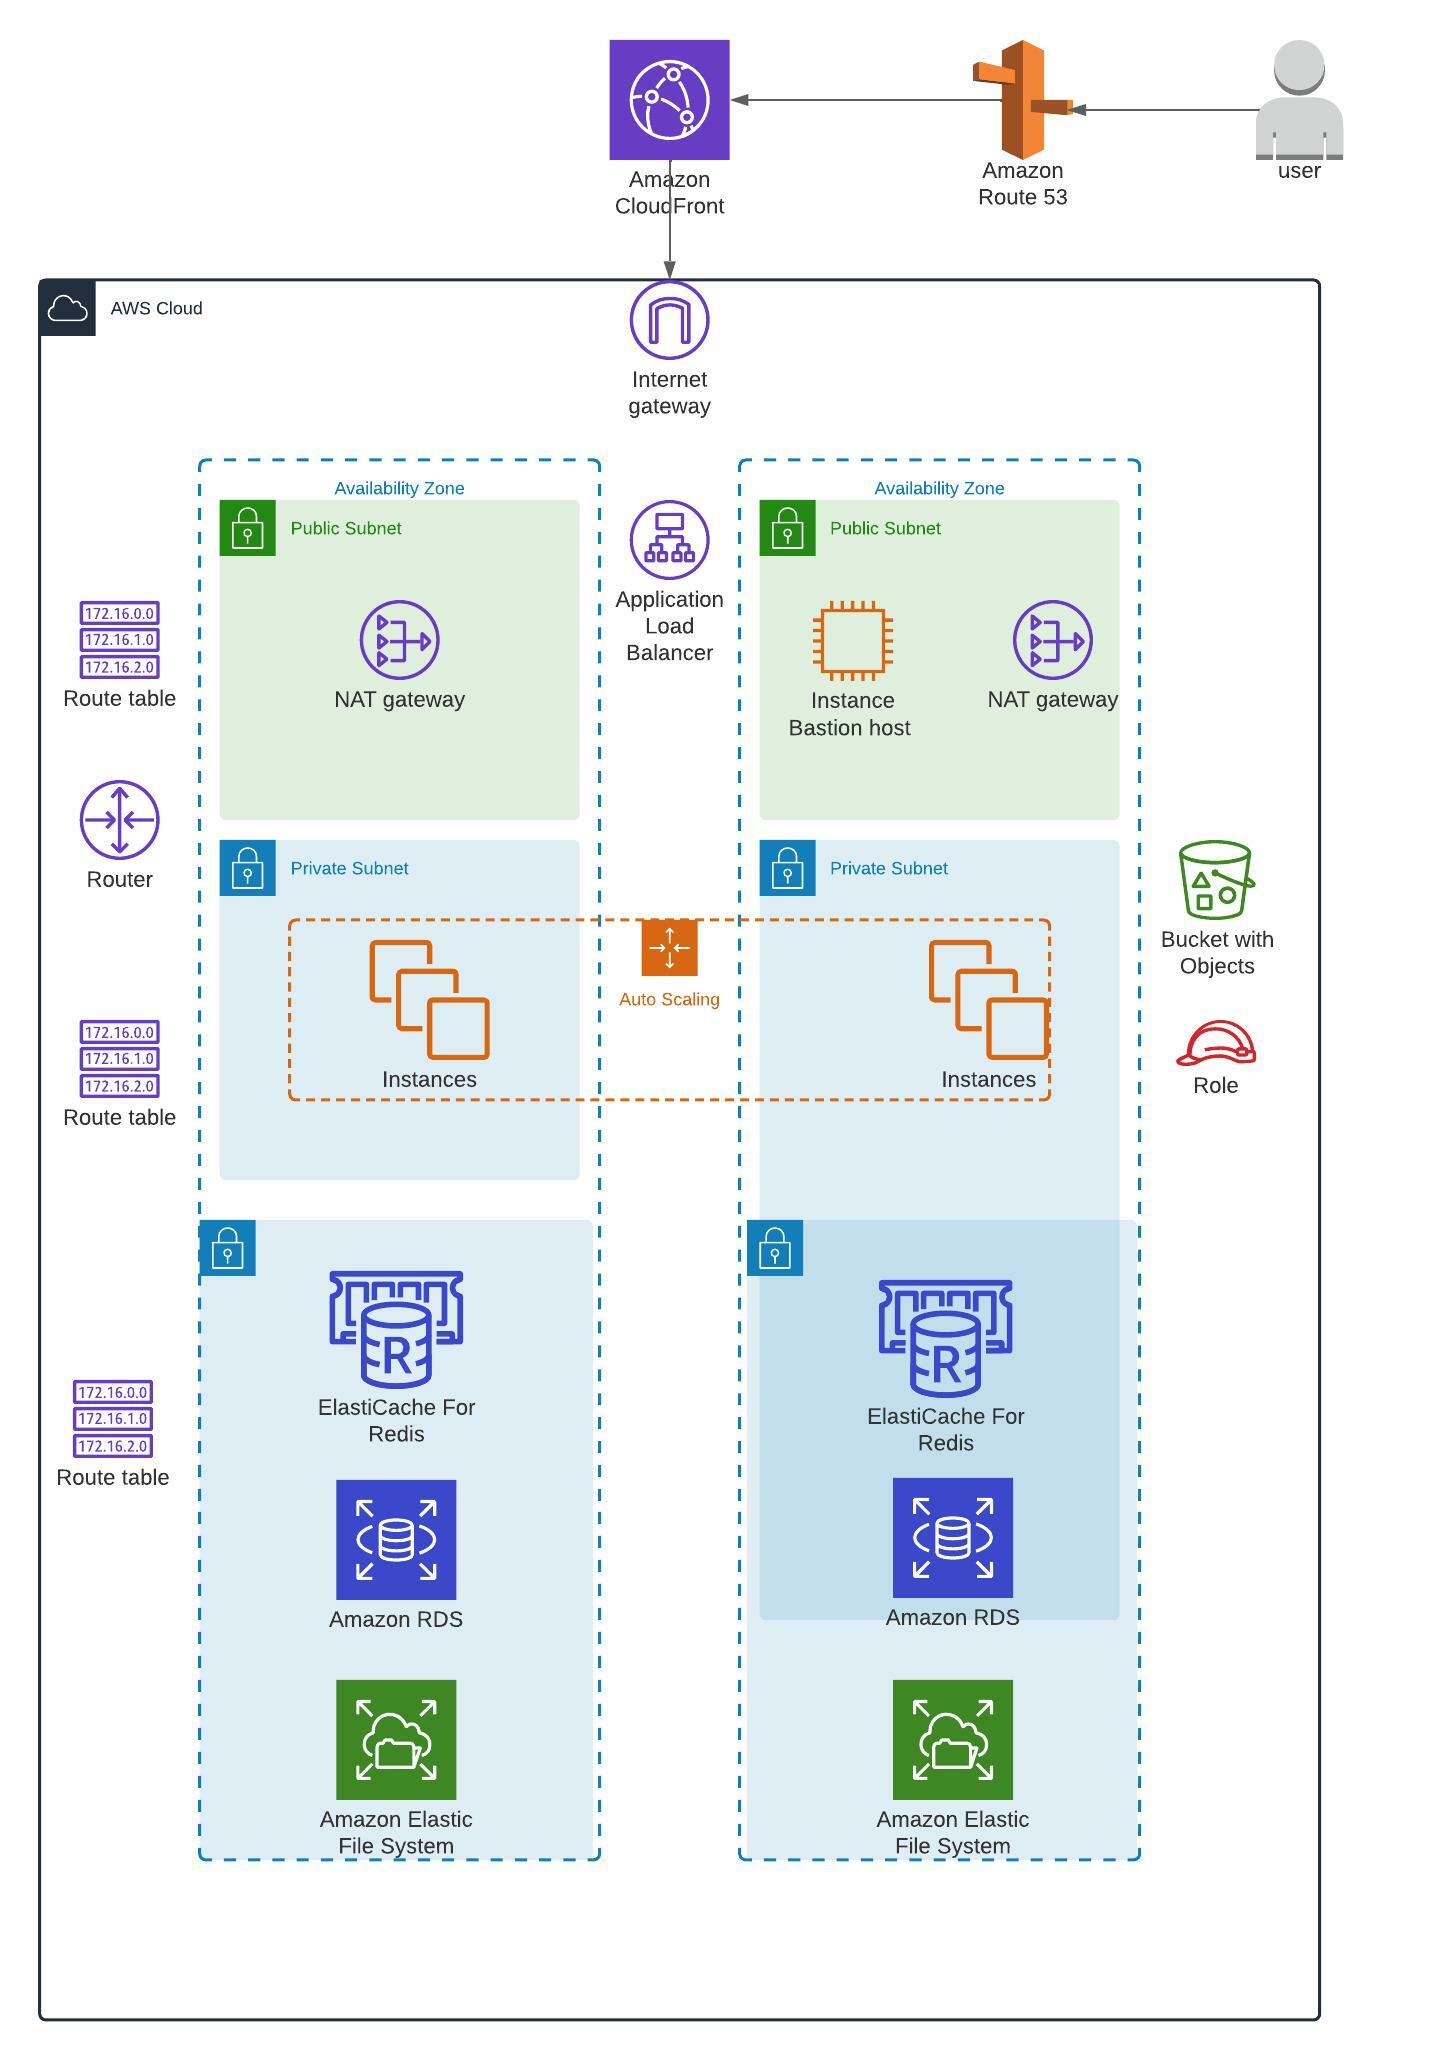 Amazon
CloudFront
Amazon
Route 53
user
AWS Cloud
Internet
gateway
Availability Zone
Availability Zone
Public Subnet
Public Subnet
172.16.0.0
172.16.1.0
172.16.2.0
Route table
NAT gateway
Application
Load
Balancer
Instance
Bastion host
NAT gateway
Router
Private Subnet
Private Subnet
Bucket with
Objects
Auto Scaling
172.16.0.0
172.16.1.0
172.16.2.0
Route table
Instances
Instances
Role
R
ElastiCache For
Redis
R
ElastiCache For
Redis
172.16.0.0
172.16.1.0
172.16.2.0
Route table
Amazon RDS
Amazon RDS
Amazon Elastic
File System
Amazon Elastic
File System